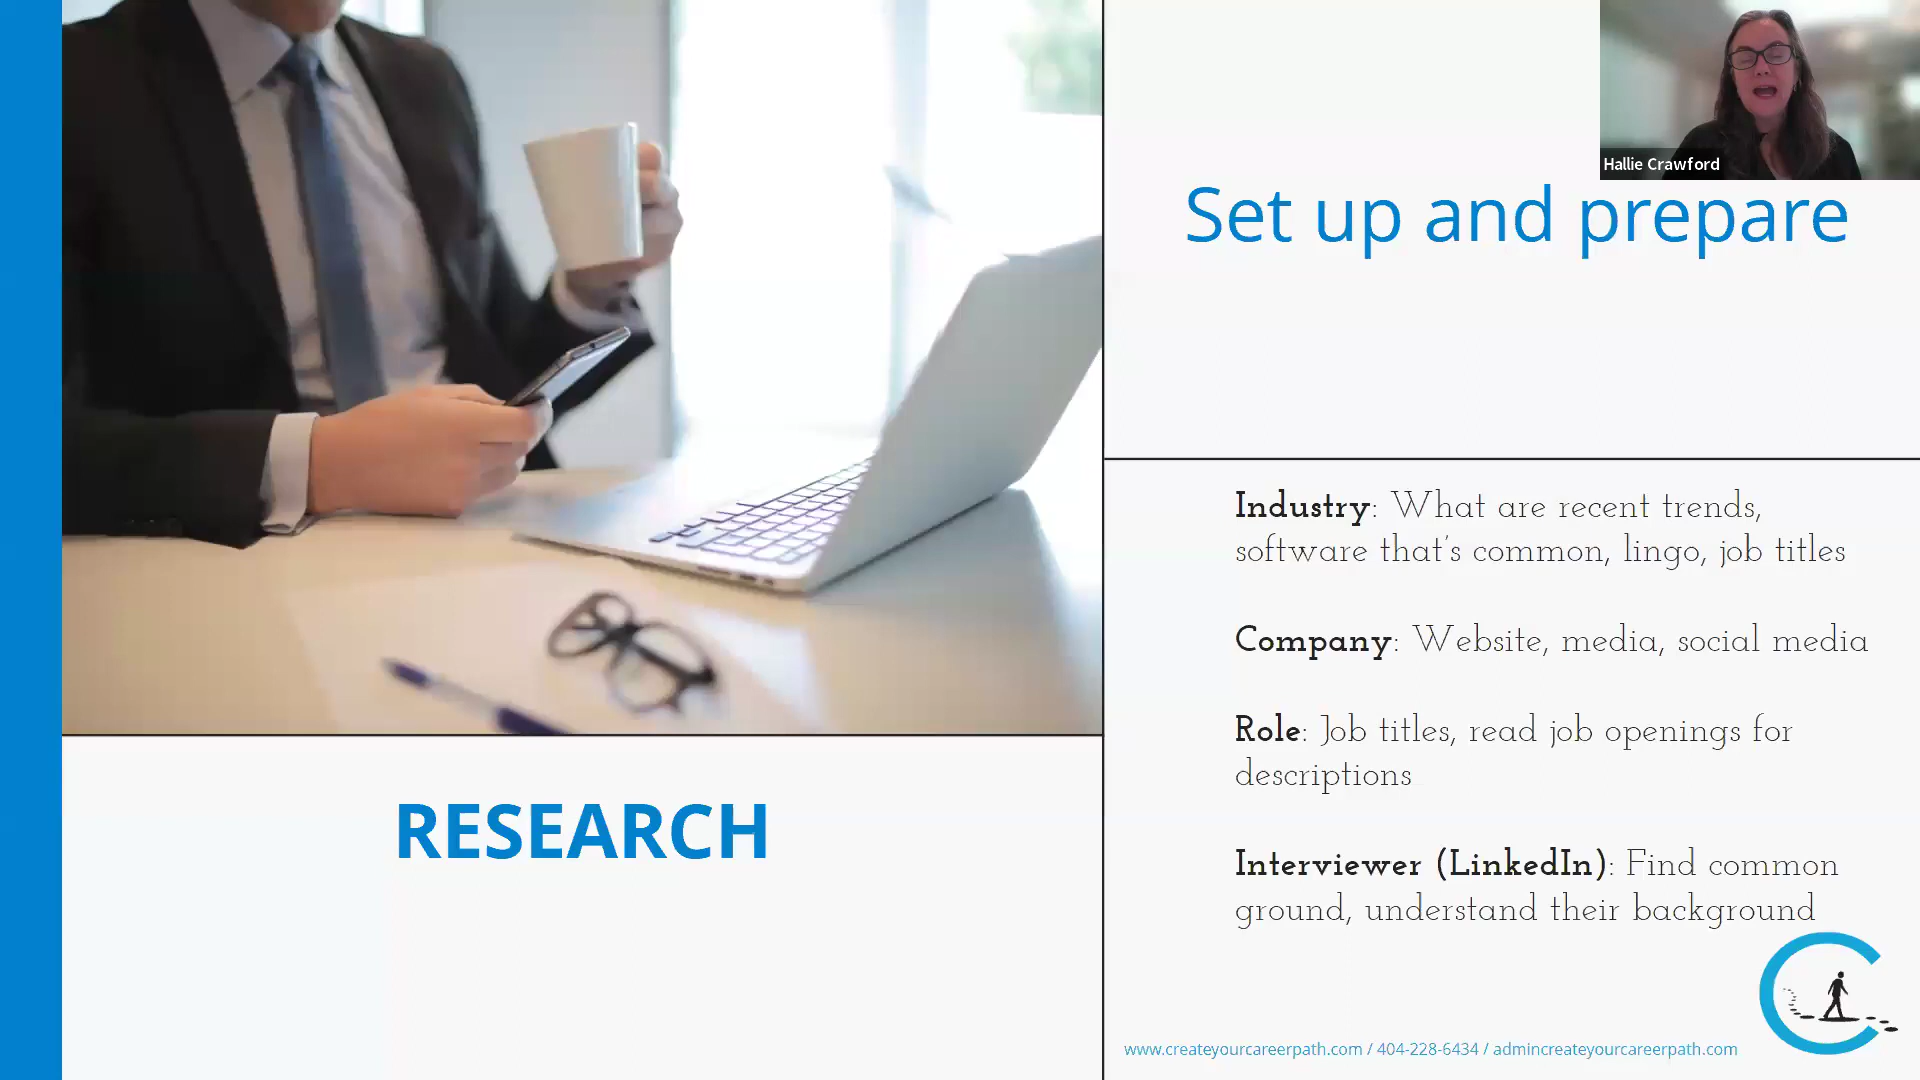 Hallie Crawford
Set up and prepare
Industry: What are recent trends,
software that's common, lingo, job titles
Company: Website, media, social media
Role: Job titles, read job openings for
descriptions
Interviewer (LinkedIn): Find common
ground, understand their background
RESEARCH
www.createyourcareerpath.com / 404-228-6434 / admincreateyourcareerpath.com